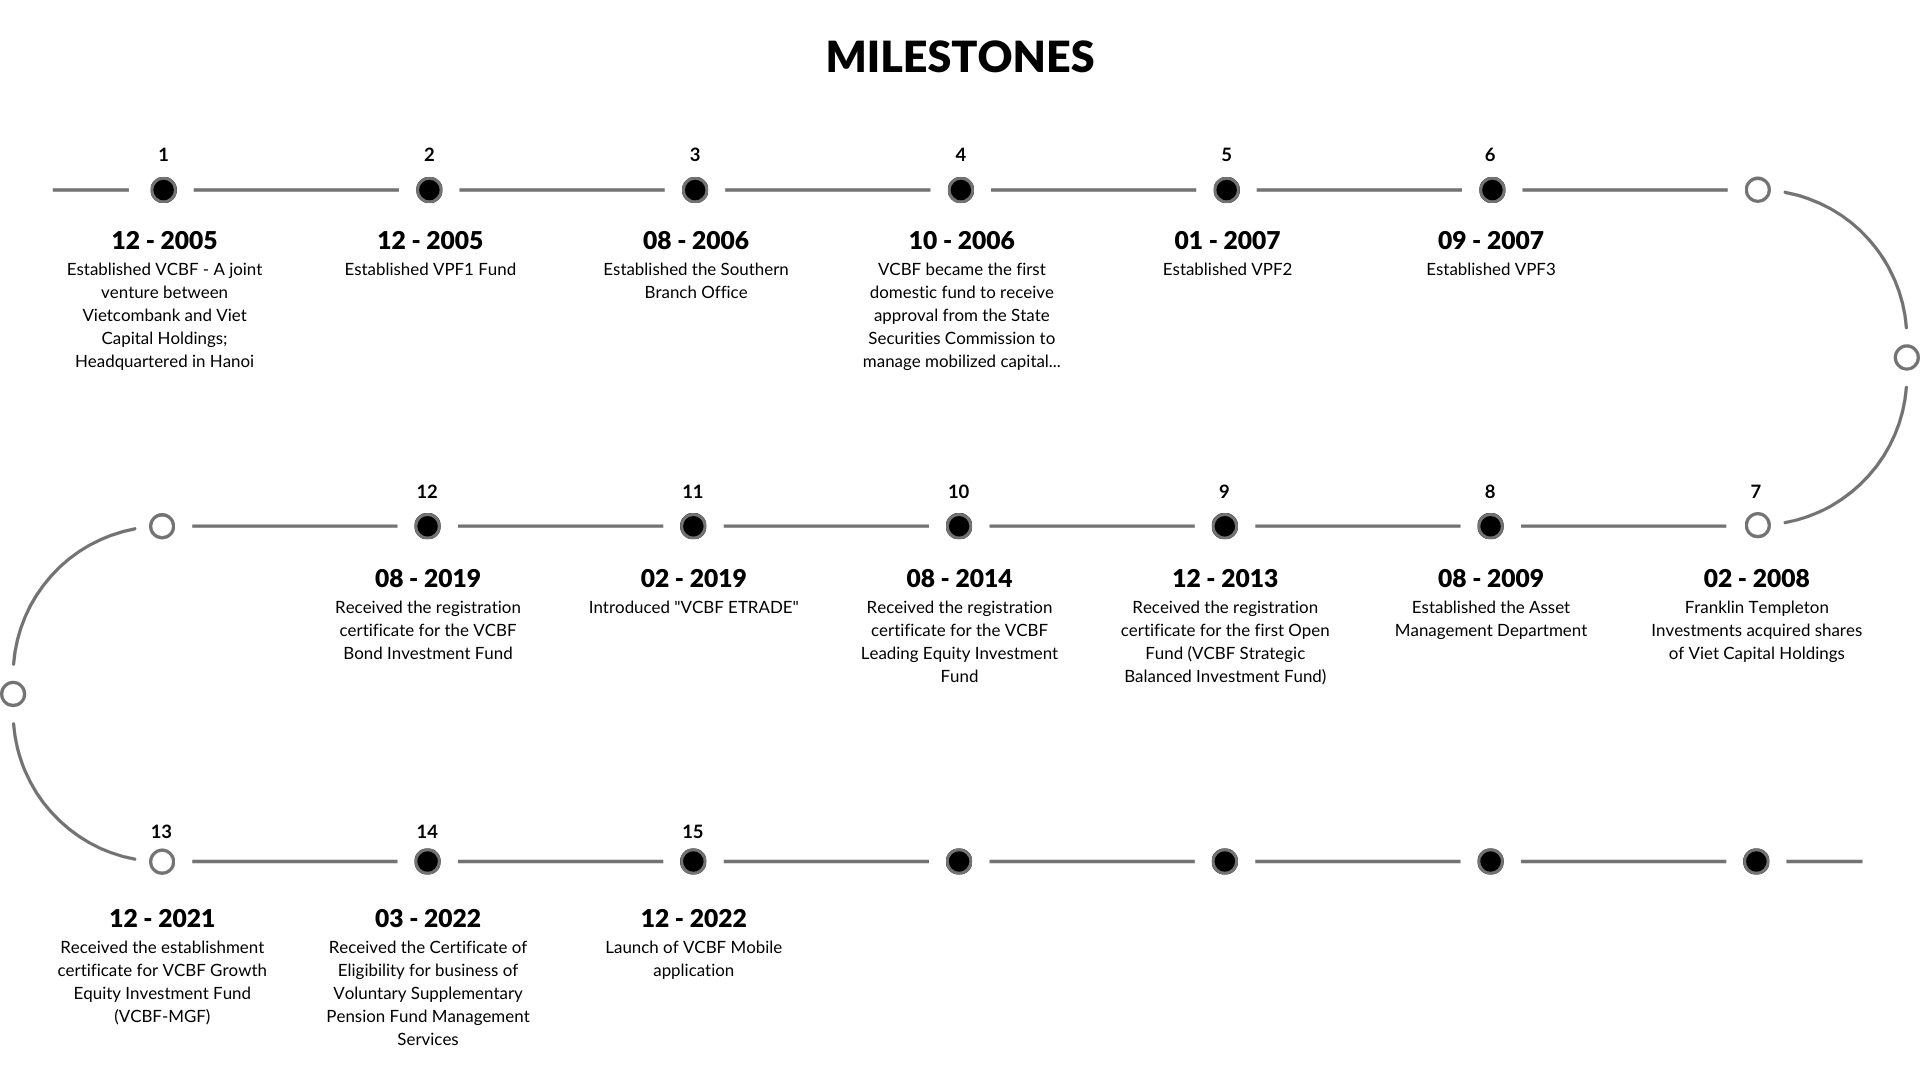 MILESTONES
1
12 - 2005
Established VCBF - A joint
venture between
Vietcombank and Viet
Capital Holdings;
Headquartered in Hanoi
2
12 - 2005
Established VPF1 Fund
3
08 - 2006
Established the Southern
Branch Office
4
10 - 2006
VCBF became the first
domestic fund to receive
approval from the State
Securities Commission to
manage mobilized capital...
5
01 - 2007
Established VPF2
6
09 - 2007
Established VPF3
7
02 - 2008
Franklin Templeton
Investments acquired shares
of Viet Capital Holdings
8
08 - 2009
Established the Asset
Management Department
9
12 - 2013
Received the registration
certificate for the first Open
Fund (VCBF Strategic
Balanced Investment Fund)
10
08 - 2014
Received the registration
certificate for the VCBF
Leading Equity Investment
Fund
11
02 - 2019
Introduced "VCBF ETRADE"
12
08 - 2019
Received the registration
certificate for the VCBF
Bond Investment Fund
13
12 - 2021
Received the establishment
certificate for VCBF Growth
Equity Investment Fund
(VCBF-MGF)
14
03 - 2022
Received the Certificate of
Eligibility for business of
Voluntary Supplementary
Pension Fund Management
Services
15
12 - 2022
Launch of VCBF Mobile
application